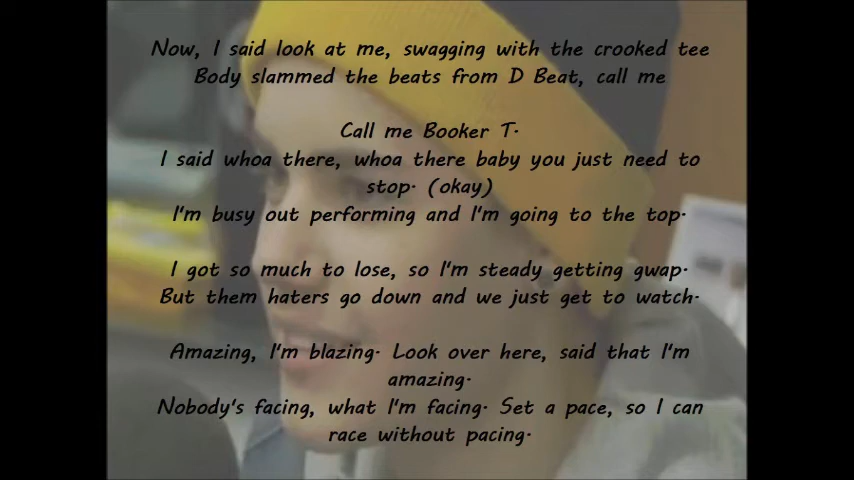 Now, I said look at me, swagging with the crooked tee
Body slammed the beats from D Beat, call me
Call me Booker T.
I said whoa there, whoa there baby you just need to
stop. (okay)
I'm busy out performing and I'm going to the top.
I got so much to lose, so I'm steady getting gwap.
But them haters go down and we just get to watch.
Amazing, I'm blazing. Look over here, said that I'm
amazing.
Nobody's facing, what I'm facing. Set a pace, so I can
race without pacing.